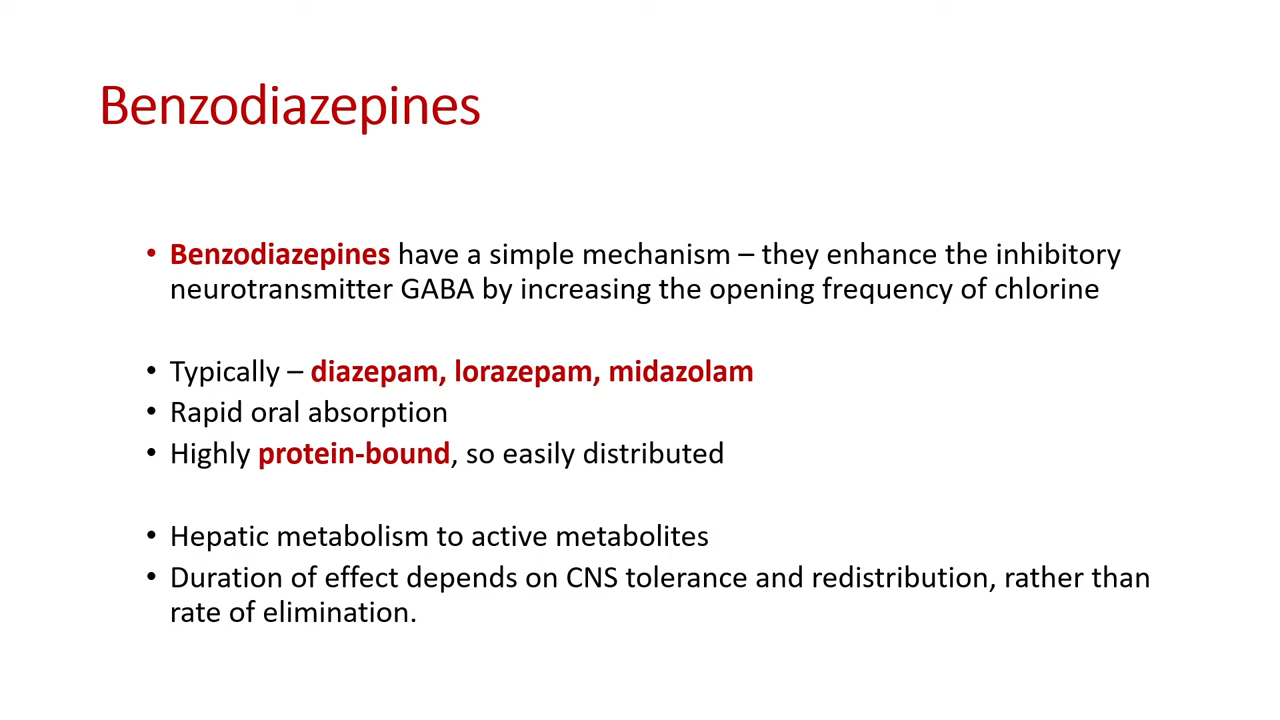 Benzodiazepines
• Benzodiazepines have a simple mechanism – they enhance the inhibitory
neurotransmitter GABA by increasing the opening frequency of chlorine
• Typically – diazepam, lorazepam, midazolam
• Rapid oral absorption
• Highly protein-bound, so easily distributed
• Hepatic metabolism to active metabolites
• Duration of effect depends on CNS tolerance and redistribution, rather than
rate of elimination.